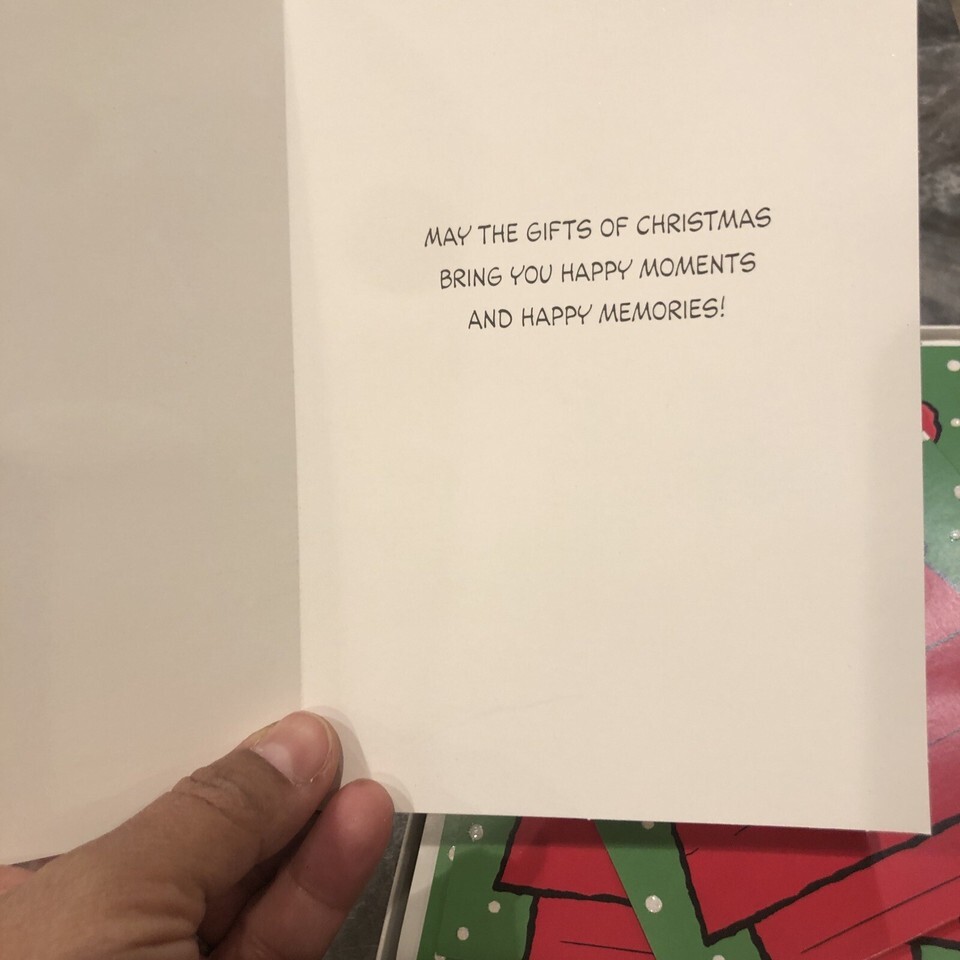 MAY THE GIFTS OF CHRISTMAS
BRING YOU HAPPY MOMENTS
AND HAPPY MEMORIES!